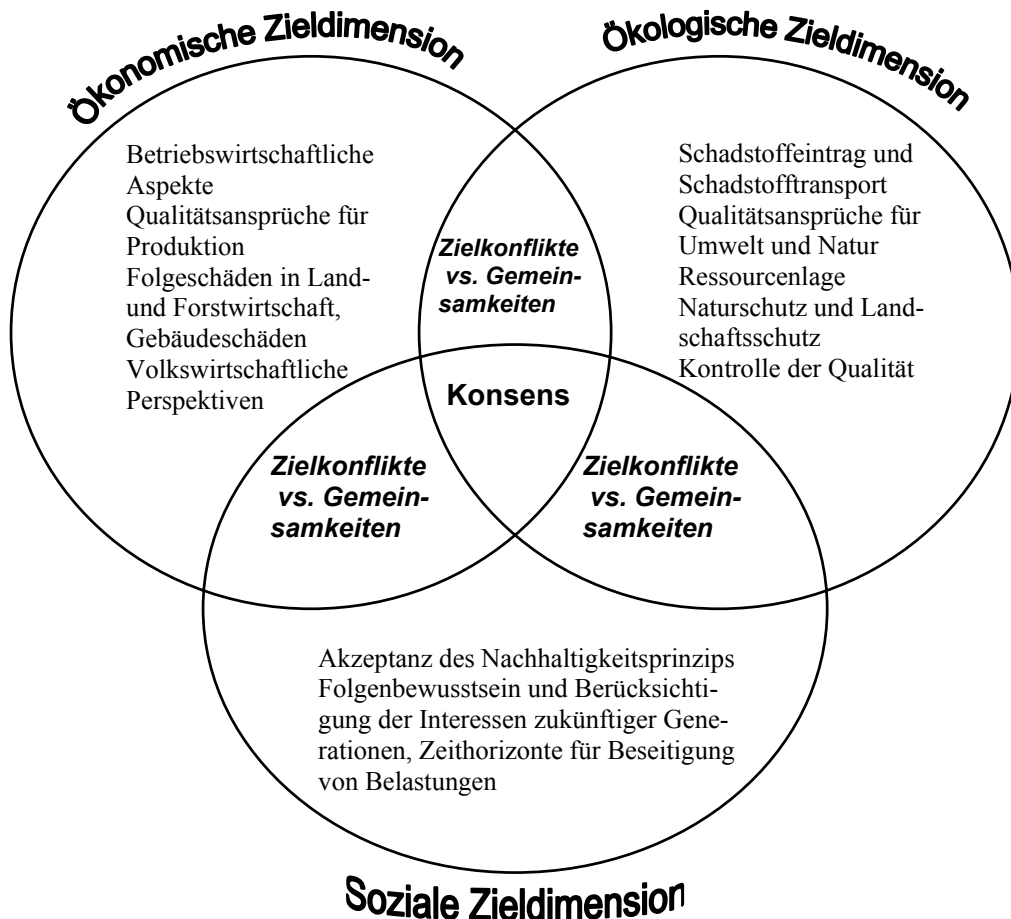 Ökonomische Zieldimension
Ökologische Zieldimension
Betriebswirtschaftliche
Aspekte
Qualitätsansprüche für
Produktion
Folgeschäden in Land-
und Forstwirtschaft,
Gebäudeschäden
Volkswirtschaftliche
Perspektiven
Zielkonflikte
vs. Gemein-
samkeiten
Schadstoffeintrag und
Schadstofftransport
Qualitätsansprüche für
Umwelt und Natur
Ressourcenlage
Naturschutz und Land-
schaftsschutz
Kontrolle der Qualität
Konsens
Zielkonflikte
vs. Gemein-
samkeiten
Zielkonflikte
vs. Gemein-
samkeiten
Akzeptanz des Nachhaltigkeitsprinzips
Folgenbewusstsein und Berücksichti-
gung der Interessen zukünftiger Gene-
rationen, Zeithorizonte für Beseitigung
von Belastungen
Soziale Zieldimension